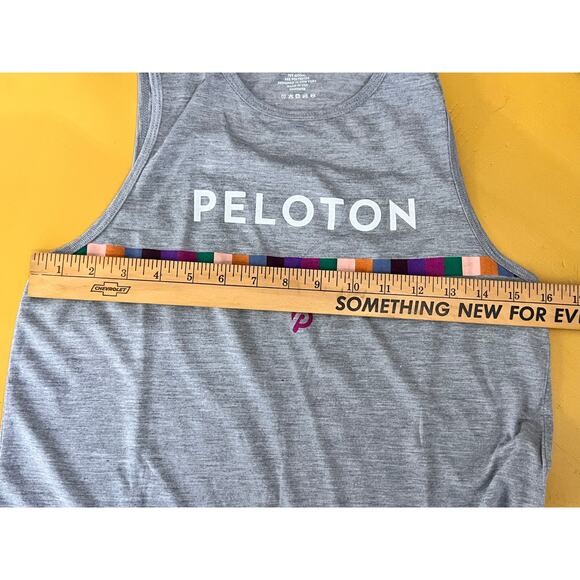 PELOTON
1 2 3 4 5 6 7 8 9 10 11 12 13 14 15 16
CHEVROLET
SOMETHING NEW FOR EV